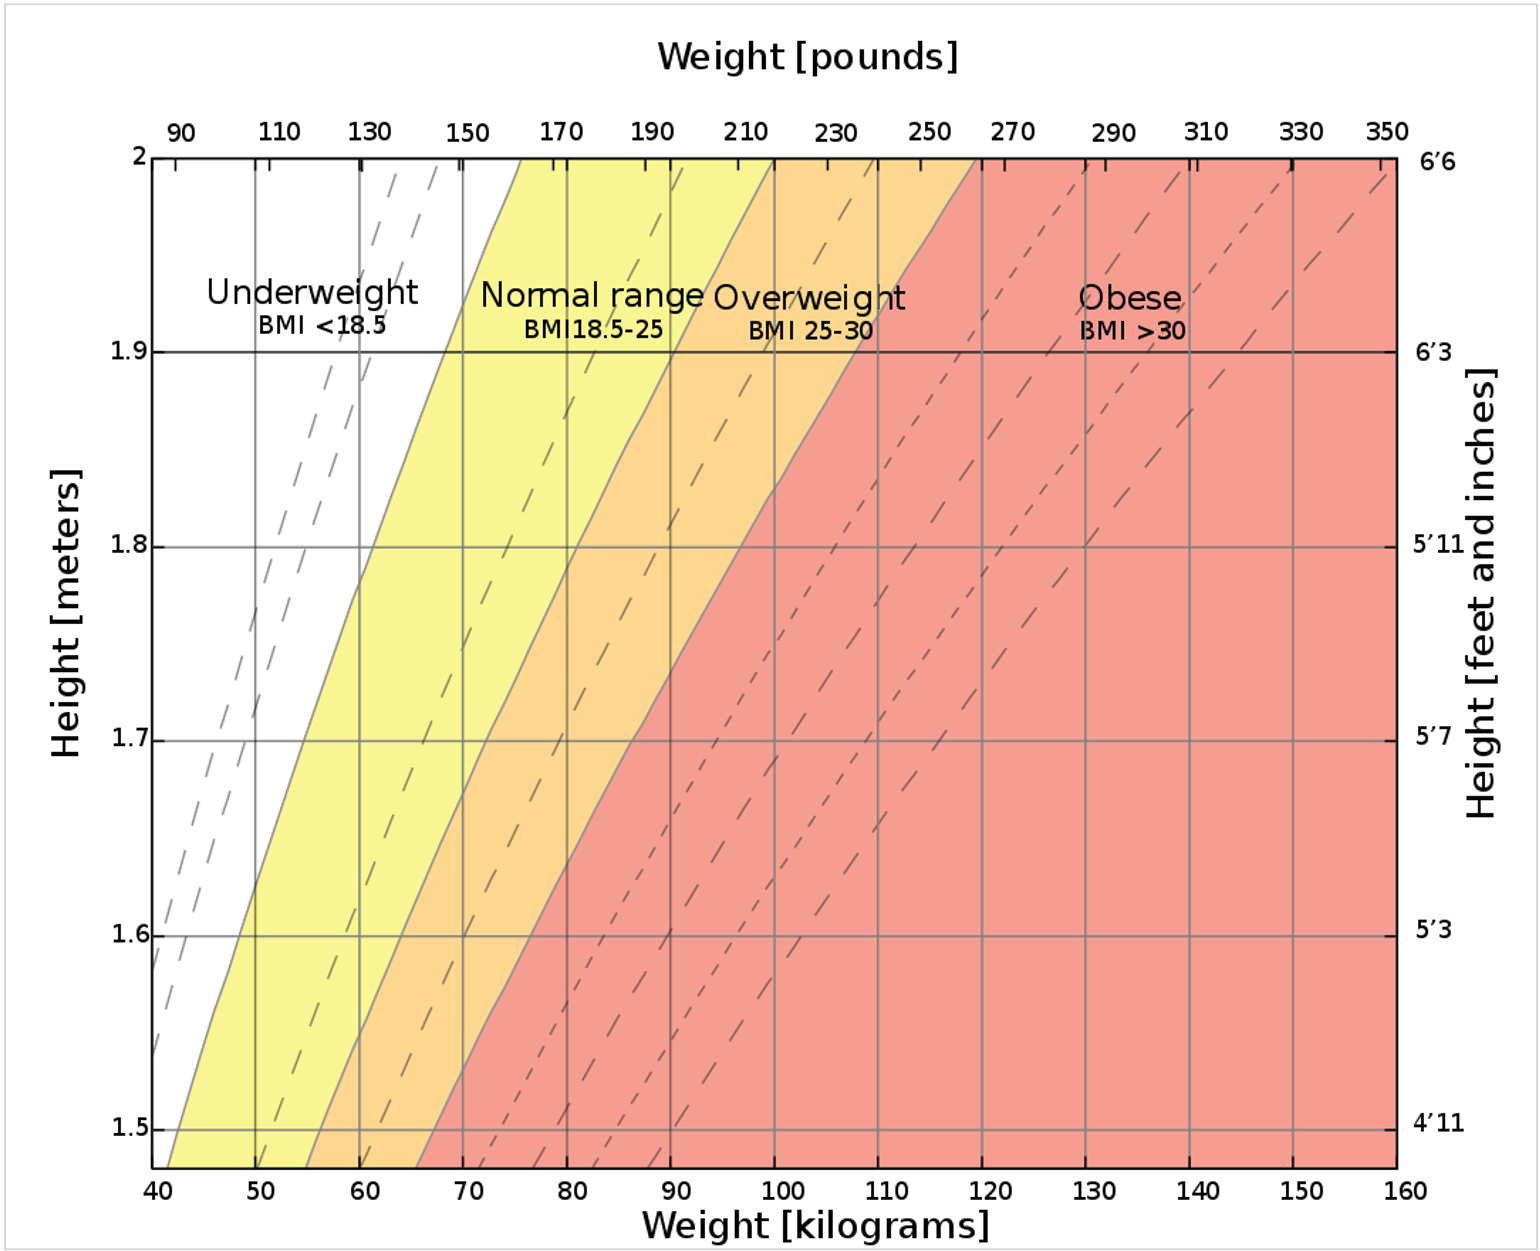 Weight [pounds]
90 110 130 150 170 190 210 230 250 270 290 310 330 350
2 6’6
Underweight Normal range Overweight Obese
BMI <18.5 BMI18.5-25 BMI 25-30 BMI >30
1.9 6’3
1.8 5’11
1.7 5’7
1.6 5’3
1.5 4’11
Height [meters]
Height [feet and inches]
40 50 60 70 80 90 100 110 120 130 140 150 160
Weight [kilograms]